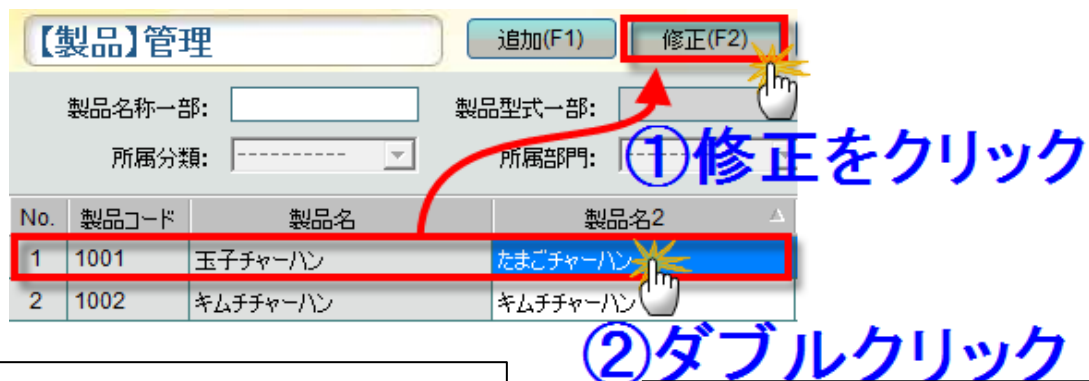 【製品】管理 追加(F1) 修正(F2)
製品名称一部: 製品型式一部:
所属分類: ---------- 所属部門:
①修正をクリック
No. 製品コード 製品名 製品名2
1 1001 玉子チャーハン たまごチャーハン
2 1002 キムチチャーハン キムチチャーハン
②ダブルクリック